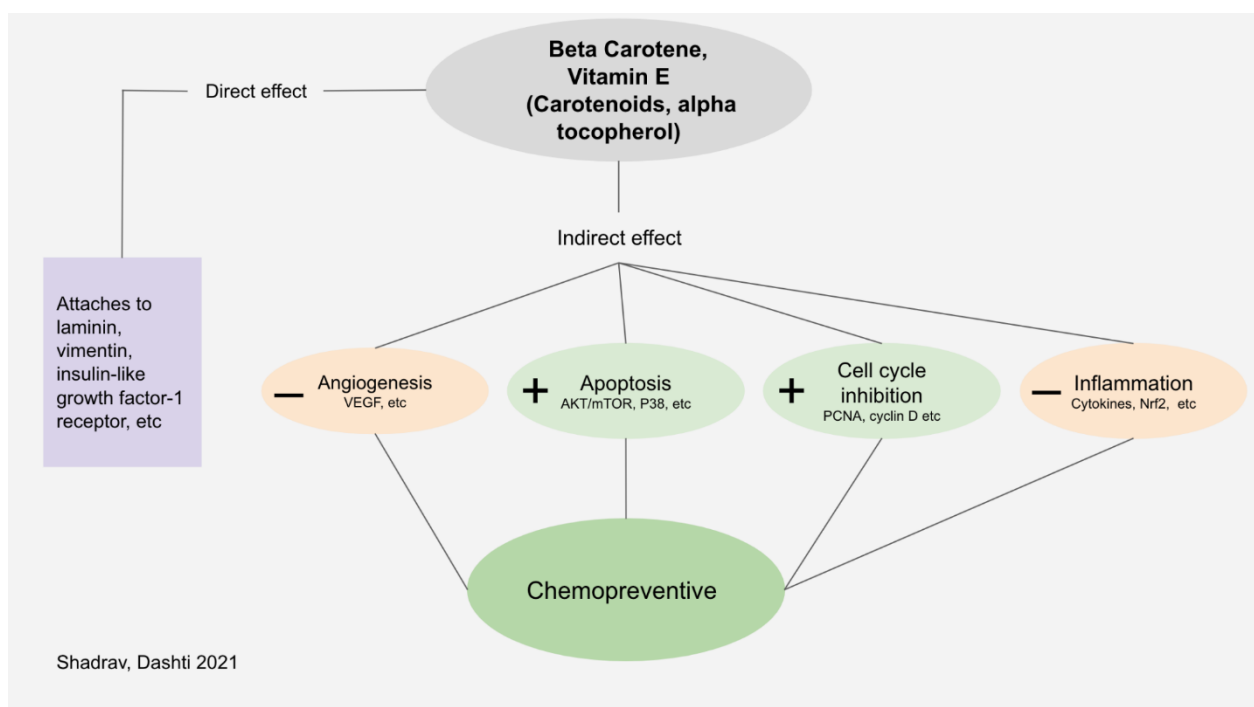 Beta Carotene,
Vitamin E
(Carotenoids, alpha
tocopherol)
Direct effect
Indirect effect
Attaches to
laminin,
vimentin,
insulin-like
growth factor-1
receptor, etc
− Angiogenesis
VEGF, etc
+ Apoptosis
AKT/mTOR, P38, etc
+ Cell cycle
inhibition
PCNA, cyclin D etc
− Inflammation
Cytokines, Nrf2, etc
Chemopreventive
Shadrav, Dashti 2021